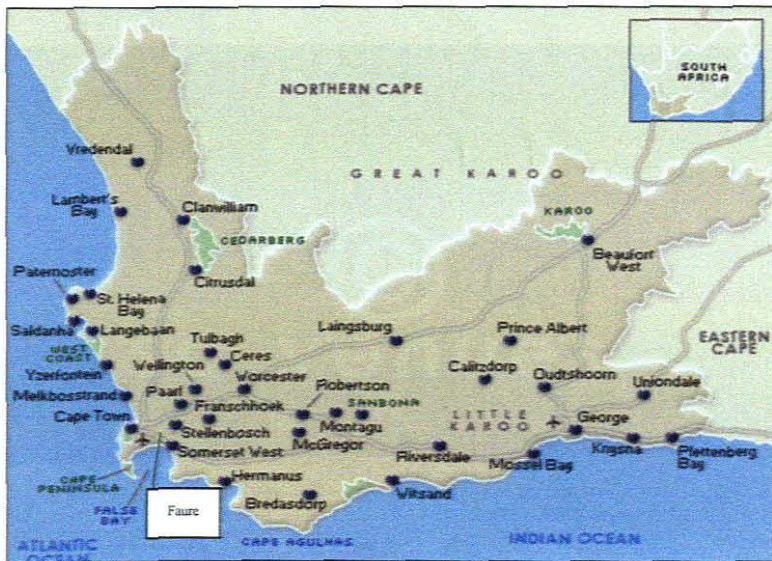 SOUTH
AFRICA
NORTHERN CAPE
Vredendal
GREAT KAROO
Lambert's
Bay
Clanwilliam
KAROO
CEDARBERG
Beaufort
West
Citrusdal
Paternoster
St. Helena
Bay
Saldanha
Langebaan
Tulbagh
Laingsburg
Prince Albert
EASTERN
CAPE
WEST
COAST
Ceres
Yzerfontein
Wellington
Worcester
Calitzdorp
Oudtshoorn
Uniondale
Melkbosstrand
Paarl
Robertson
SANBONA
Franschhoek
Cape Town
Montagu
LITTLE
KAROO
George
Stellenbosch
McGregor
Somerset West
Riversdale
Mossel Bay
Knysna
Plettenberg
Bay
CAPE
PENINSULA
Hermanus
Witsand
FALSE
BAY
Faure
Bredasdorp
ATLANTIC
OCEAN
CAPE AGULHAS
INDIAN OCEAN